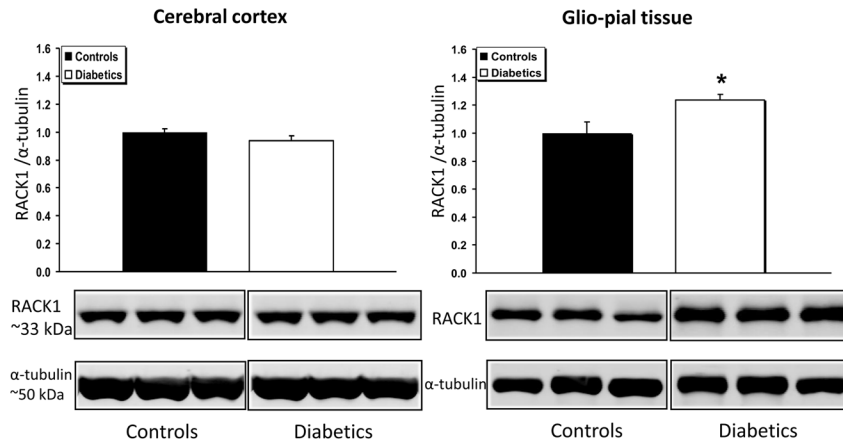 Cerebral cortex
Controls
Diabetics
RACK1 /α-tubulin
1.6
1.4
1.2
1.0
0.8
0.6
0.4
0.2
0.0
RACK1
~33 kDa
α-tubulin
~50 kDa
Controls
Diabetics
Glio-pial tissue
Controls
Diabetics
*
RACK1 /α-tubulin
1.6
1.4
1.2
1.0
0.8
0.6
0.4
0.2
0.0
RACK1
α-tubulin
Controls
Diabetics